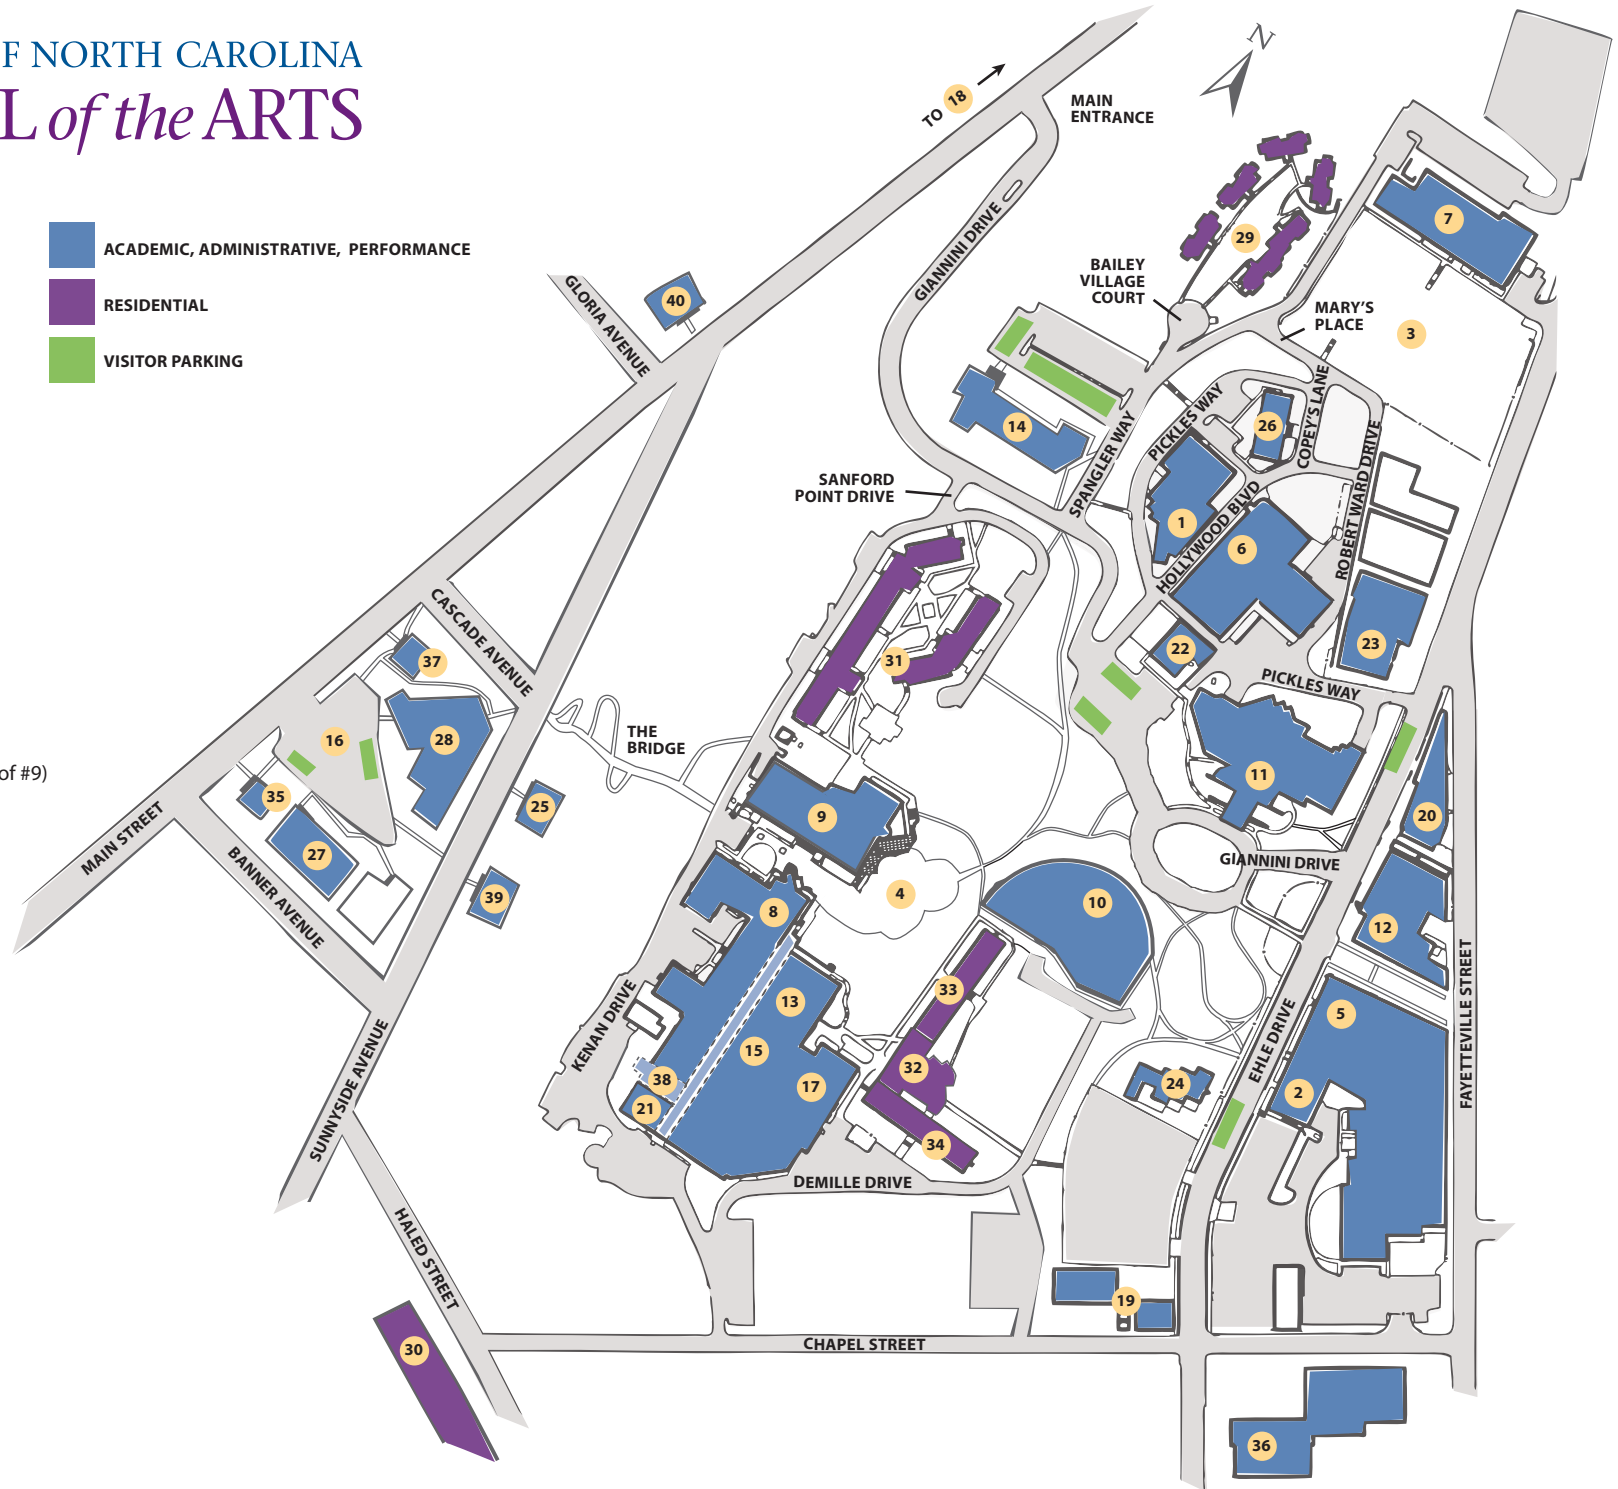 F NORTH CAROLINA
L of the ARTS
ACADEMIC, ADMINISTRATIVE, PERFORMANCE
RESIDENTIAL
VISITOR PARKING
of #9)
N
TO 18
MAIN
ENTRANCE
GIANNINI DRIVE
BAILEY
VILLAGE
COURT
MARY'S
PLACE
29
7
3
40
GLORIA AVENUE
14
SPANGLER WAY
PICKLES WAY
26
COPEY'S LANE
ROBERT WARD DRIVE
1
HOLLYWOOD BLVD
6
SANFORD
POINT DRIVE
23
22
PICKLES WAY
31
CASCADE AVENUE
37
28
16
35
27
25
39
THE
BRIDGE
MAIN STREET
BANNER AVENUE
SUNNYSIDE AVENUE
9
4
8
10
11
20
GIANNINI DRIVE
12
FAYETTEVILLE STREET
5
2
EHLE DRIVE
24
33
32
34
13
15
17
38
21
KENAN DRIVE
DEMILLE DRIVE
HALED STREET
30
19
CHAPEL STREET
36